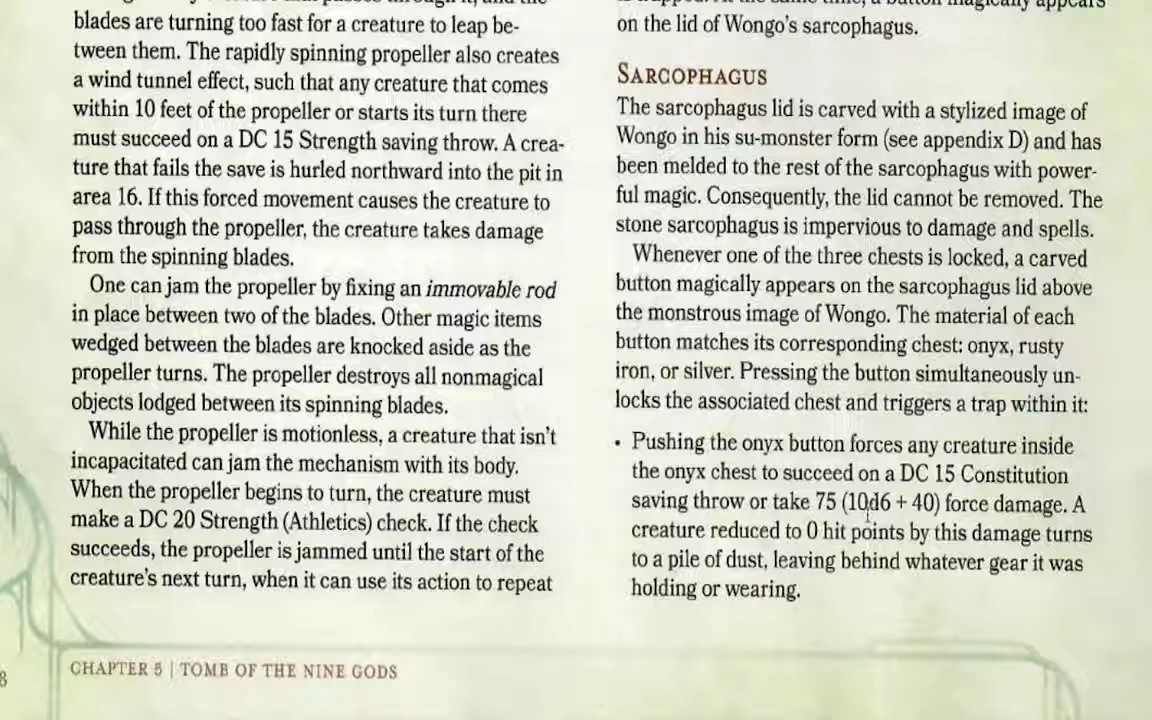 blades are turning too fast for a creature to leap be-
tween them. The rapidly spinning propeller also creates
a wind tunnel effect, such that any creature that comes
within 10 feet of the propeller or starts its turn there
must succeed on a DC 15 Strength saving throw. A crea-
ture that fails the save is hurled northward into the pit in
area 16. If this forced movement causes the creature to
pass through the propeller, the creature takes damage
from the spinning blades.
One can jam the propeller by fixing an immovable rod
in place between two of the blades. Other magic items
wedged between the blades are knocked aside as the
propeller turns. The propeller destroys all nonmagical
objects lodged between its spinning blades.
While the propeller is motionless, a creature that isn't
incapacitated can jam the mechanism with its body.
When the propeller begins to turn, the creature must
make a DC 20 Strength (Athletics) check. If the check
succeeds, the propeller is jammed until the start of the
creature's next turn, when it can use its action to repeat
a button magically appears
on the lid of Wongo's sarcophagus.
SARCOPHAGUS
The sarcophagus lid is carved with a stylized image of
Wongo in his su-monster form (see appendix D) and has
been melded to the rest of the sarcophagus with power-
ful magic. Consequently, the lid cannot be removed. The
stone sarcophagus is impervious to damage and spells.
Whenever one of the three chests is locked, a carved
button magically appears on the sarcophagus lid above
the monstrous image of Wongo. The material of each
button matches its corresponding chest: onyx, rusty
iron, or silver. Pressing the button simultaneously un-
locks the associated chest and triggers a trap within it:
• Pushing the onyx button forces any creature inside
the onyx chest to succeed on a DC 15 Constitution
saving throw or take 75 (10d6 + 40) force damage. A
creature reduced to 0 hit points by this damage turns
to a pile of dust, leaving behind whatever gear it was
holding or wearing.
8
CHAPTER 5 | TOMB OF THE NINE GODS